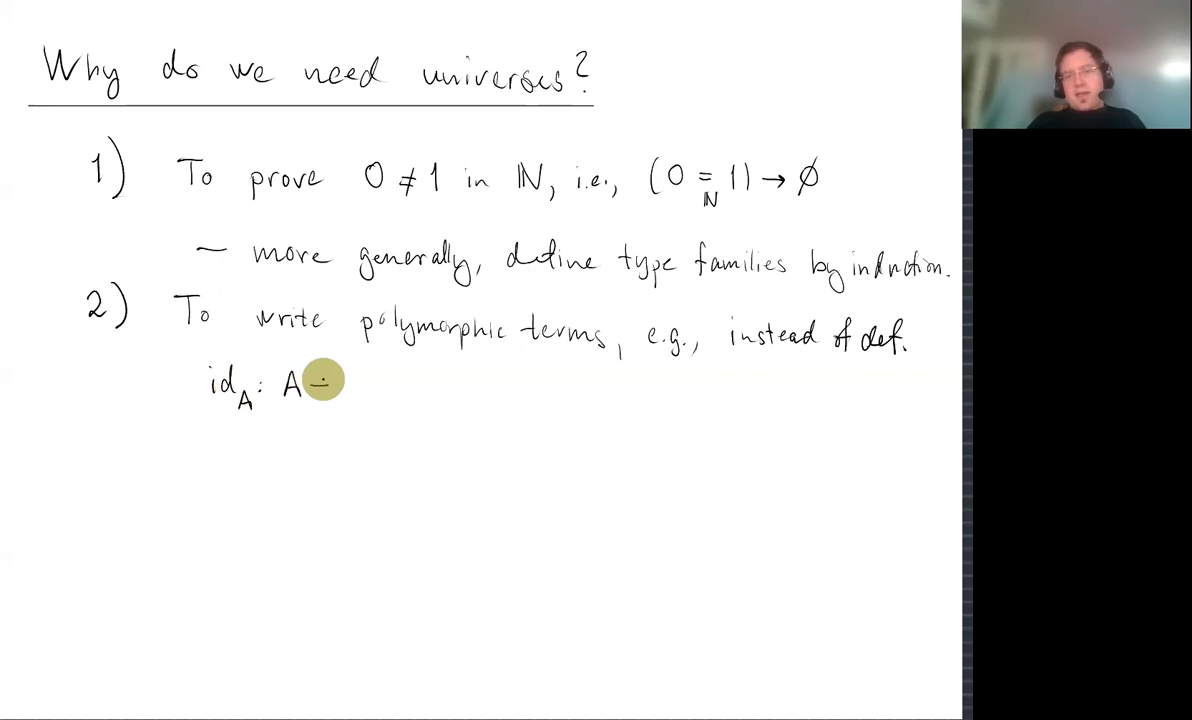 Why do we need universes?
1) To prove 0 ≠ 1 in ℕ, i.e., (0 =_ℕ 1) → ∅
— more generally, define type families by induction.
2) To write polymorphic terms, e.g., instead of def.
id_A : A –